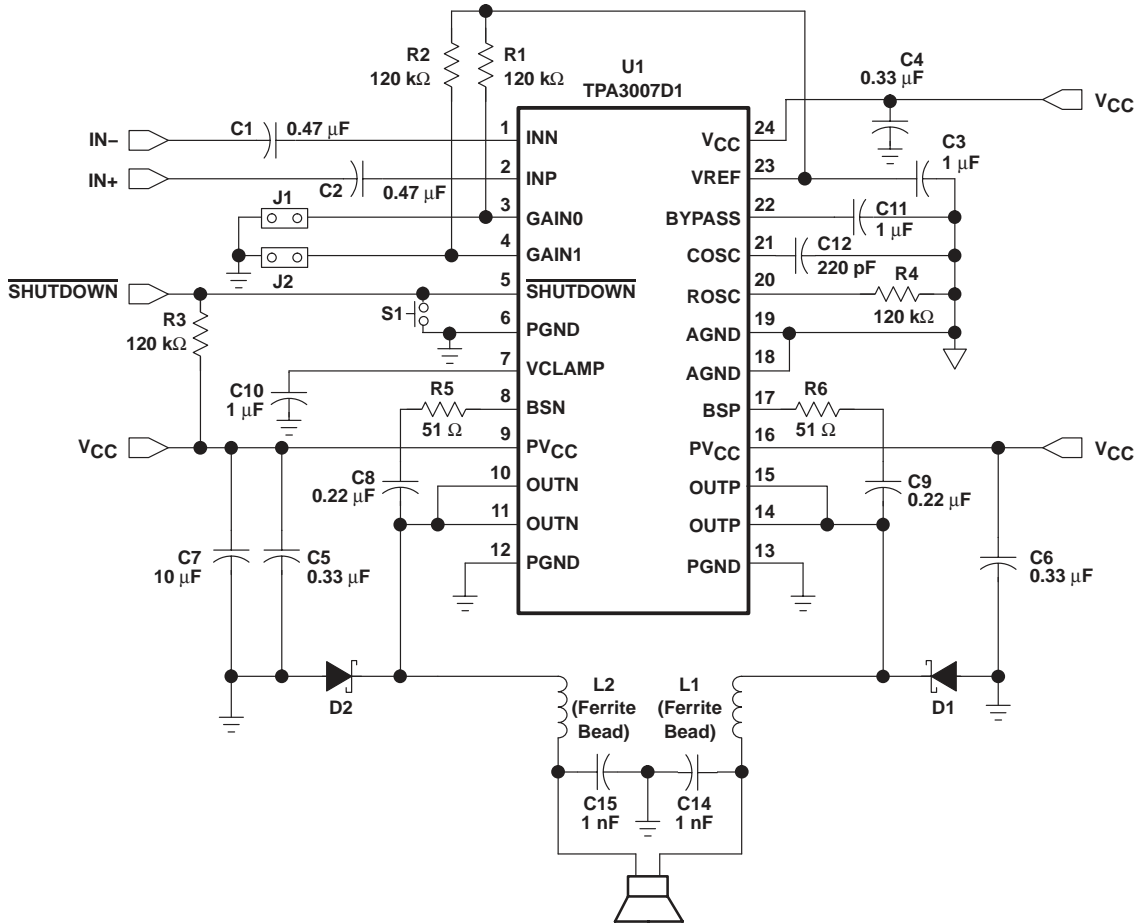 R2
120 kΩ
R1
120 kΩ
U1
TPA3007D1
C4
0.33 μF
VCC
IN−
C1
0.47 μF
1
INN
VCC
24
C3
1 μF
IN+
C2
0.47 μF
2
INP
VREF
23
J1
3
GAIN0
BYPASS
22
C11
1 μF
J2
4
GAIN1
COSC
21
C12
220 pF
SHUTDOWN
5
SHUTDOWN
ROSC
20
R4
120 kΩ
R3
120 kΩ
S1
6
PGND
AGND
19
7
VCLAMP
AGND
18
C10
1 μF
R5
51 Ω
8
BSN
BSP
17
R6
51 Ω
VCC
9
PVCC
PVCC
16
VCC
C8
0.22 μF
10
OUTN
OUTP
15
C9
0.22 μF
11
OUTN
OUTP
14
C7
10 μF
C5
0.33 μF
12
PGND
PGND
13
C6
0.33 μF
D2
L2
(Ferrite
Bead)
L1
(Ferrite
Bead)
D1
C15
1 nF
C14
1 nF